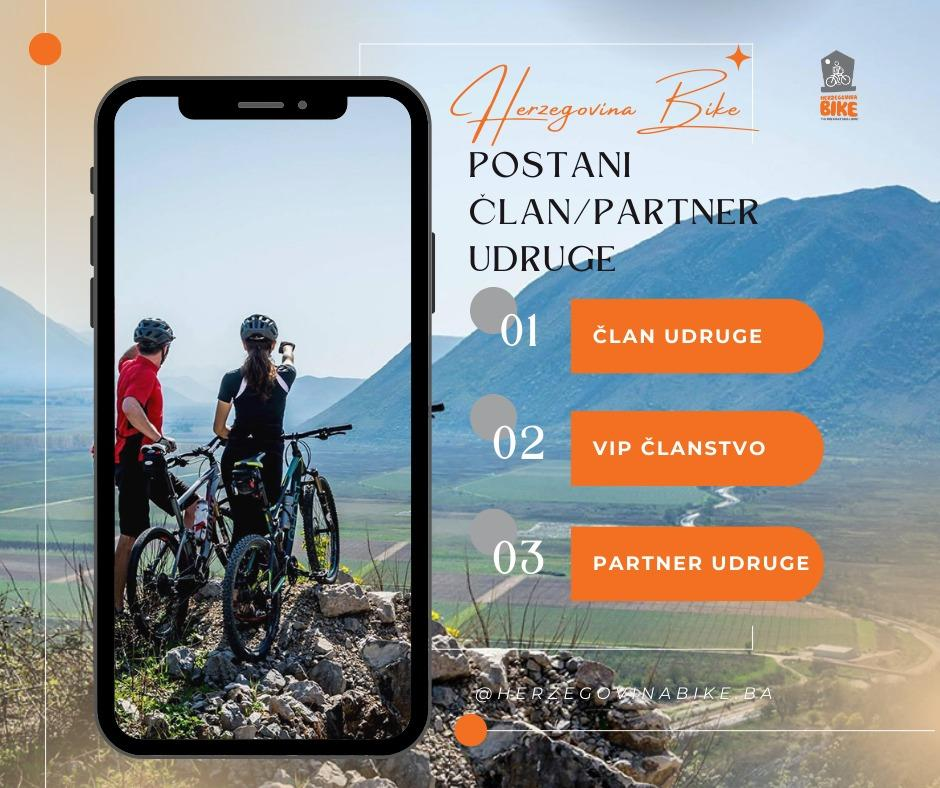 Herzegovina Bike
HERZEGOVINA
BIKE
POSTANI
ČLAN/PARTNER
UDRUGE
01
ČLAN UDRUGE
02
VIP ČLANSTVO
03
PARTNER UDRUGE
@HERZEGOVINABIKE.BA